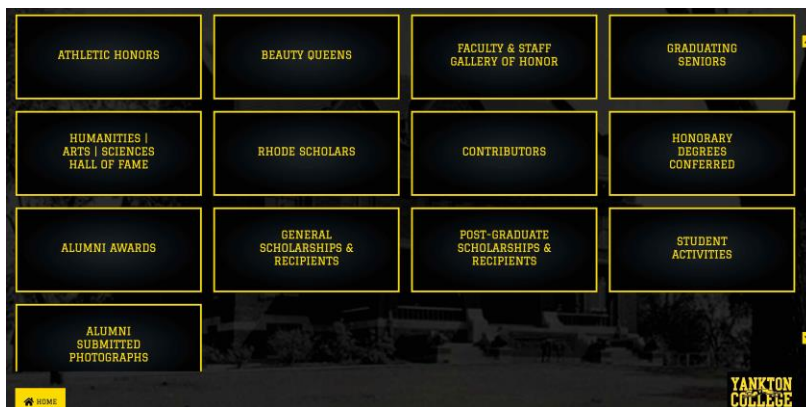 ATHLETIC HONORS
BEAUTY QUEENS
FACULTY & STAFF
GALLERY OF HONOR
GRADUATING
SENIORS
HUMANITIES |
ARTS | SCIENCES
HALL OF FAME
RHODE SCHOLARS
CONTRIBUTORS
HONORARY
DEGREES
CONFERRED
ALUMNI AWARDS
GENERAL
SCHOLARSHIPS &
RECIPIENTS
POST-GRADUATE
SCHOLARSHIPS &
RECIPIENTS
STUDENT
ACTIVITIES
ALUMNI
SUBMITTED
PHOTOGRAPHS
HOME
YANKTON
COLLEGE